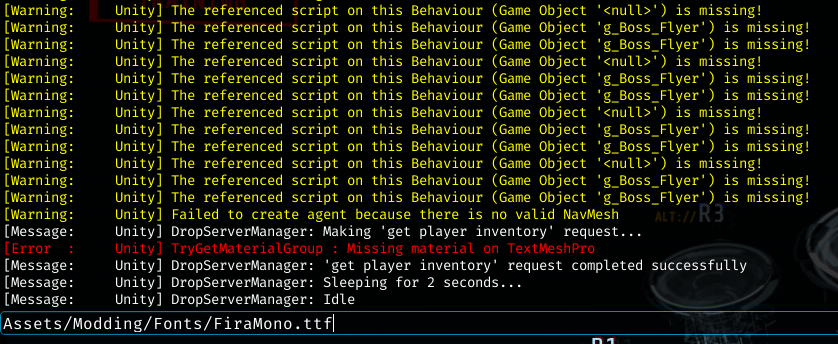 [Warning:     Unity] The referenced script on this Behaviour (Game Object '<null>') is missing!
[Warning:     Unity] The referenced script on this Behaviour (Game Object 'g_Boss_Flyer') is missing!
[Warning:     Unity] The referenced script on this Behaviour (Game Object 'g_Boss_Flyer') is missing!
[Warning:     Unity] The referenced script on this Behaviour (Game Object '<null>') is missing!
[Warning:     Unity] The referenced script on this Behaviour (Game Object 'g_Boss_Flyer') is missing!
[Warning:     Unity] The referenced script on this Behaviour (Game Object 'g_Boss_Flyer') is missing!
[Warning:     Unity] The referenced script on this Behaviour (Game Object '<null>') is missing!
[Warning:     Unity] The referenced script on this Behaviour (Game Object 'g_Boss_Flyer') is missing!
[Warning:     Unity] The referenced script on this Behaviour (Game Object 'g_Boss_Flyer') is missing!
[Warning:     Unity] The referenced script on this Behaviour (Game Object '<null>') is missing!
[Warning:     Unity] The referenced script on this Behaviour (Game Object 'g_Boss_Flyer') is missing!
[Warning:     Unity] The referenced script on this Behaviour (Game Object 'g_Boss_Flyer') is missing!
[Warning:     Unity] Failed to create agent because there is no valid NavMesh
ALT:// R3
[Message:     Unity] DropServerManager: Making 'get player inventory' request...
[Error  :     Unity] TryGetMaterialGroup : Missing material on TextMeshPro
[Message:     Unity] DropServerManager: 'get player inventory' request completed successfully
[Message:     Unity] DropServerManager: Sleeping for 2 seconds...
[Message:     Unity] DropServerManager: Idle
Assets/Modding/Fonts/FiraMono.ttf